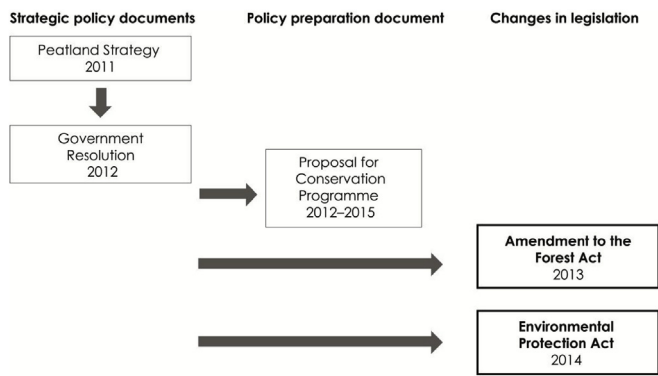 Strategic policy documents
Policy preparation document
Changes in legislation
Peatland Strategy
2011
Government
Resolution
2012
Proposal for
Conservation
Programme
2012–2015
Amendment to the
Forest Act
2013
Environmental
Protection Act
2014